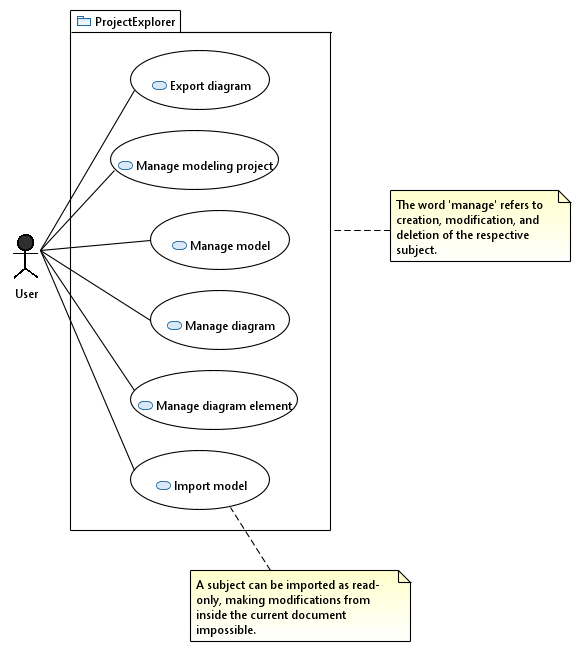 ProjectExplorer
Export diagram
Manage modeling project
Manage model
Manage diagram
Manage diagram element
Import model
User
The word 'manage' refers to
creation, modification, and
deletion of the respective
subject.
A subject can be imported as read-
only, making modifications from
inside the current document
impossible.